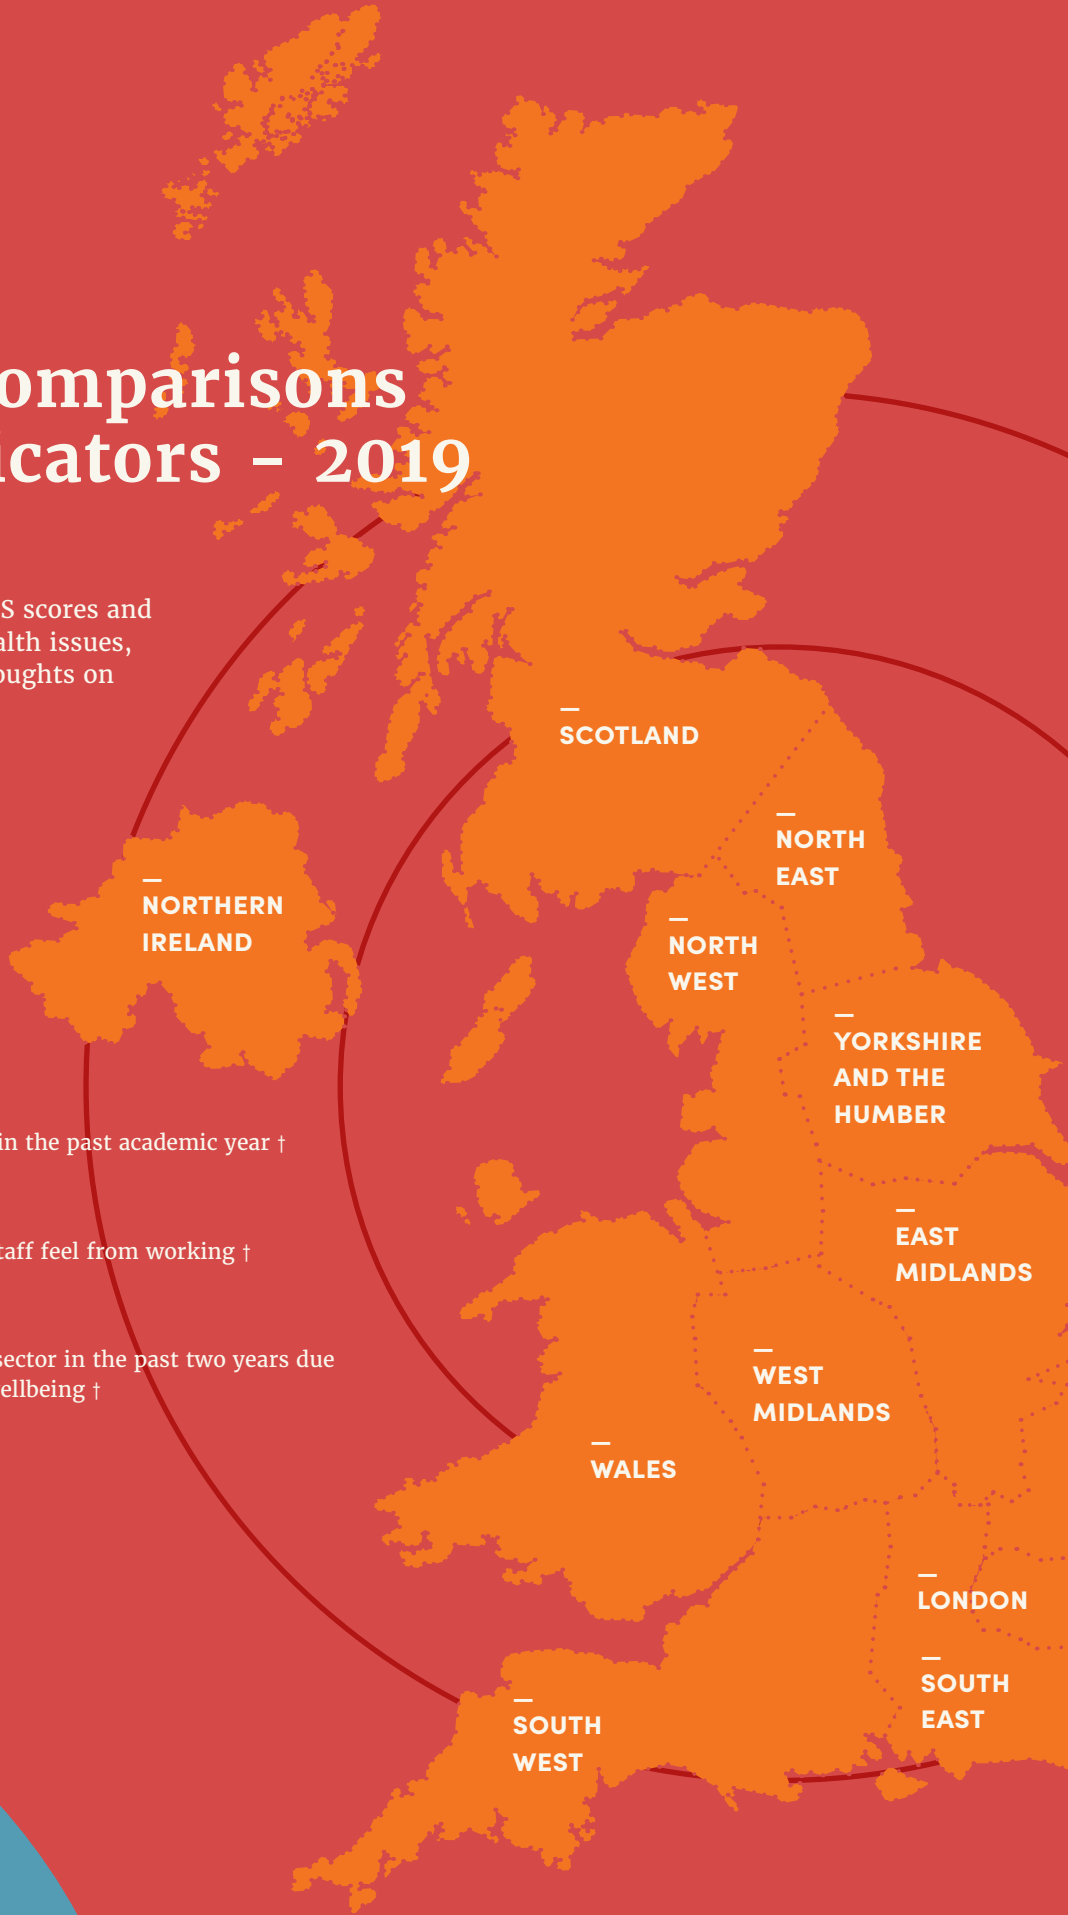 omparisons
icators – 2019
S scores and
alth issues,
oughts on
—
SCOTLAND
—
NORTH
EAST
—
NORTHERN
IRELAND
—
NORTH
WEST
—
YORKSHIRE
AND THE
HUMBER
in the past academic year †
—
EAST
MIDLANDS
taff feel from working †
—
WEST
MIDLANDS
sector in the past two years due
ellbeing †
—
WALES
—
LONDON
—
SOUTH
EAST
—
SOUTH
WEST